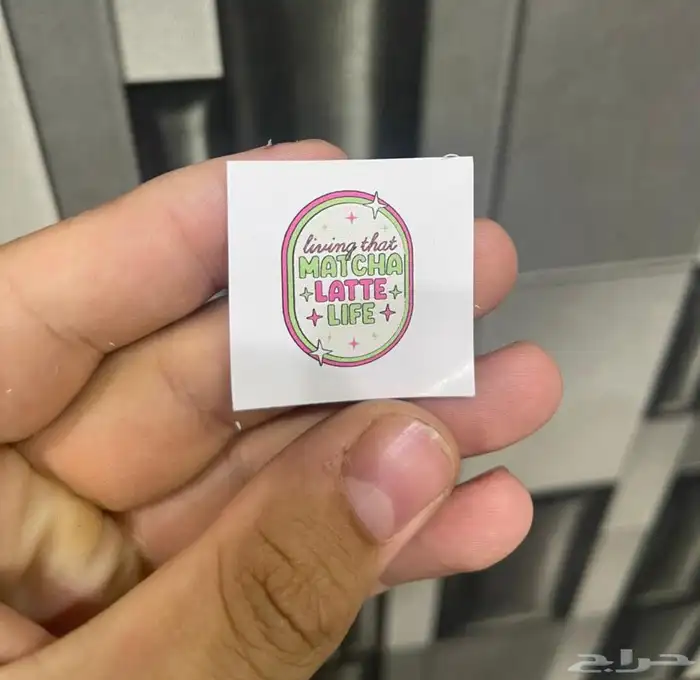 living that
MATCHA
LATTE
LIFE
حراج